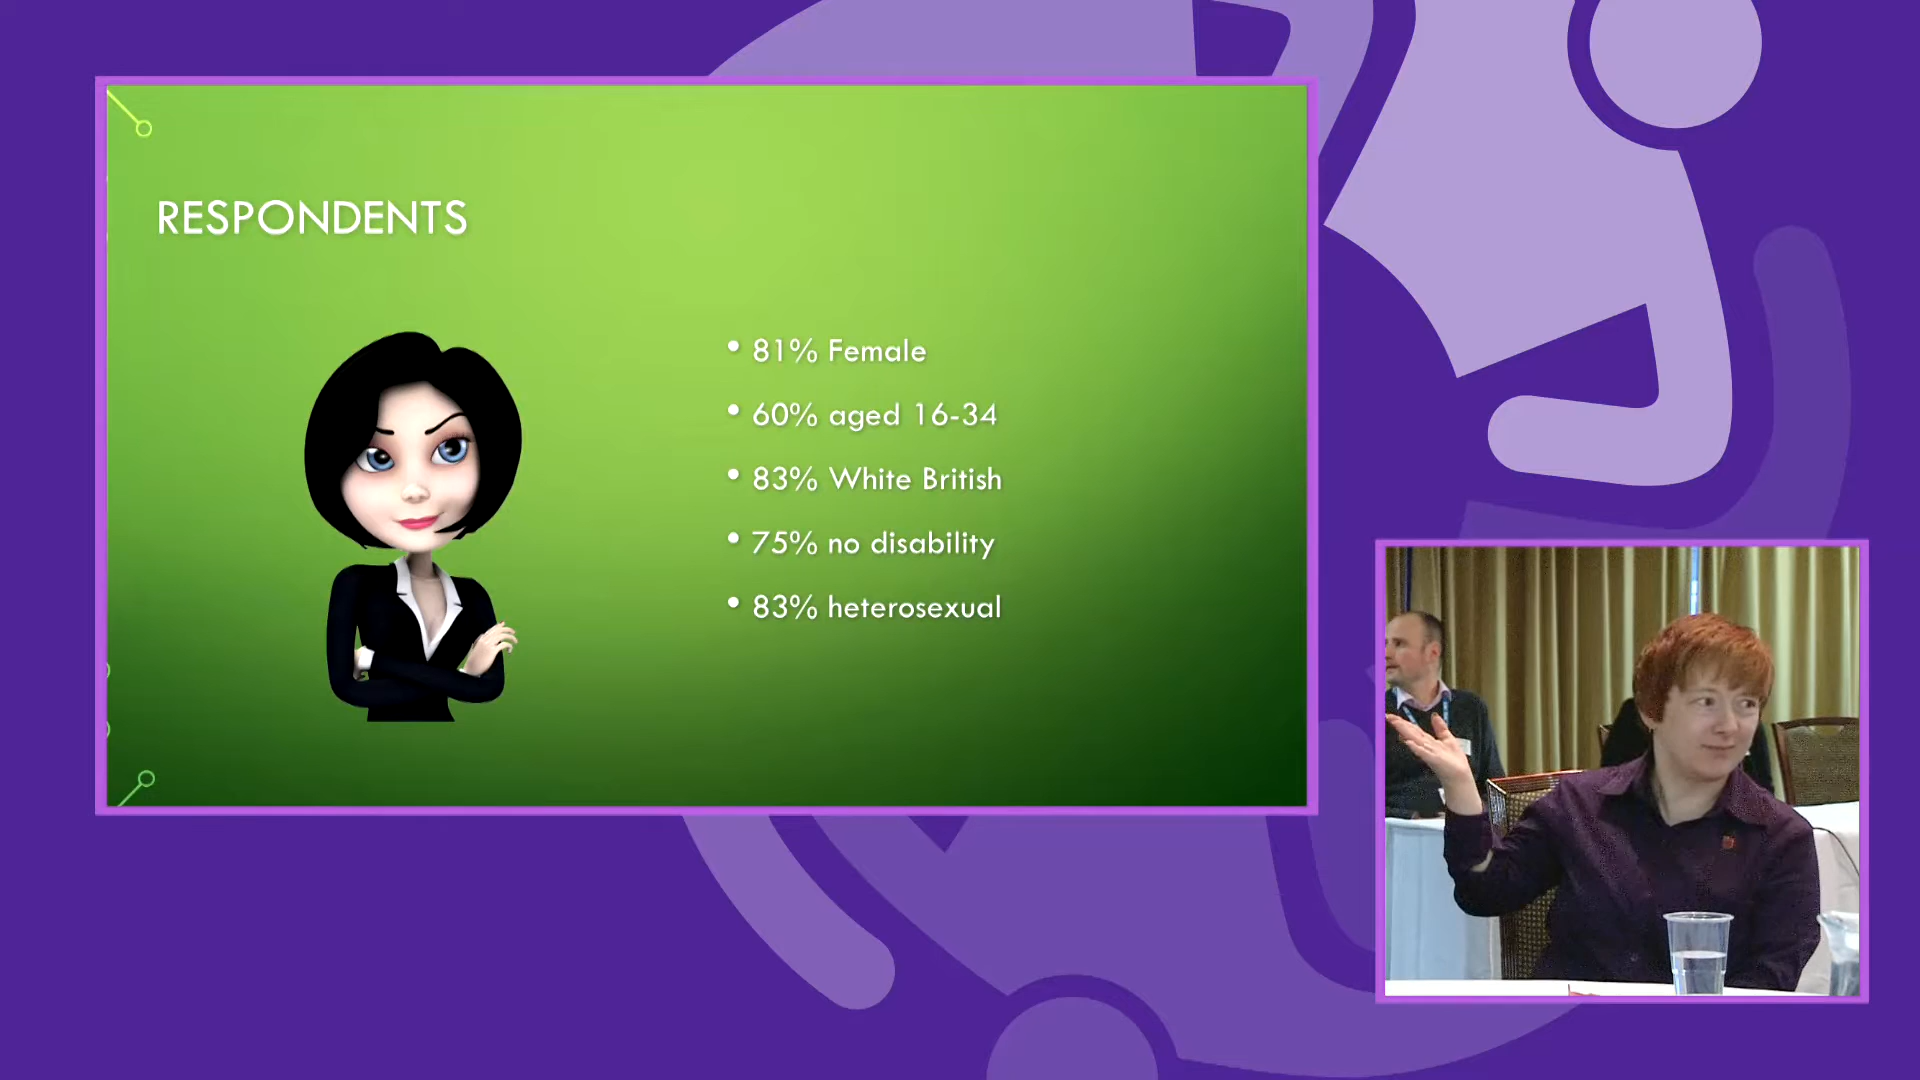 RESPONDENTS
• 81% Female
• 60% aged 16-34
• 83% White British
• 75% no disability
• 83% heterosexual